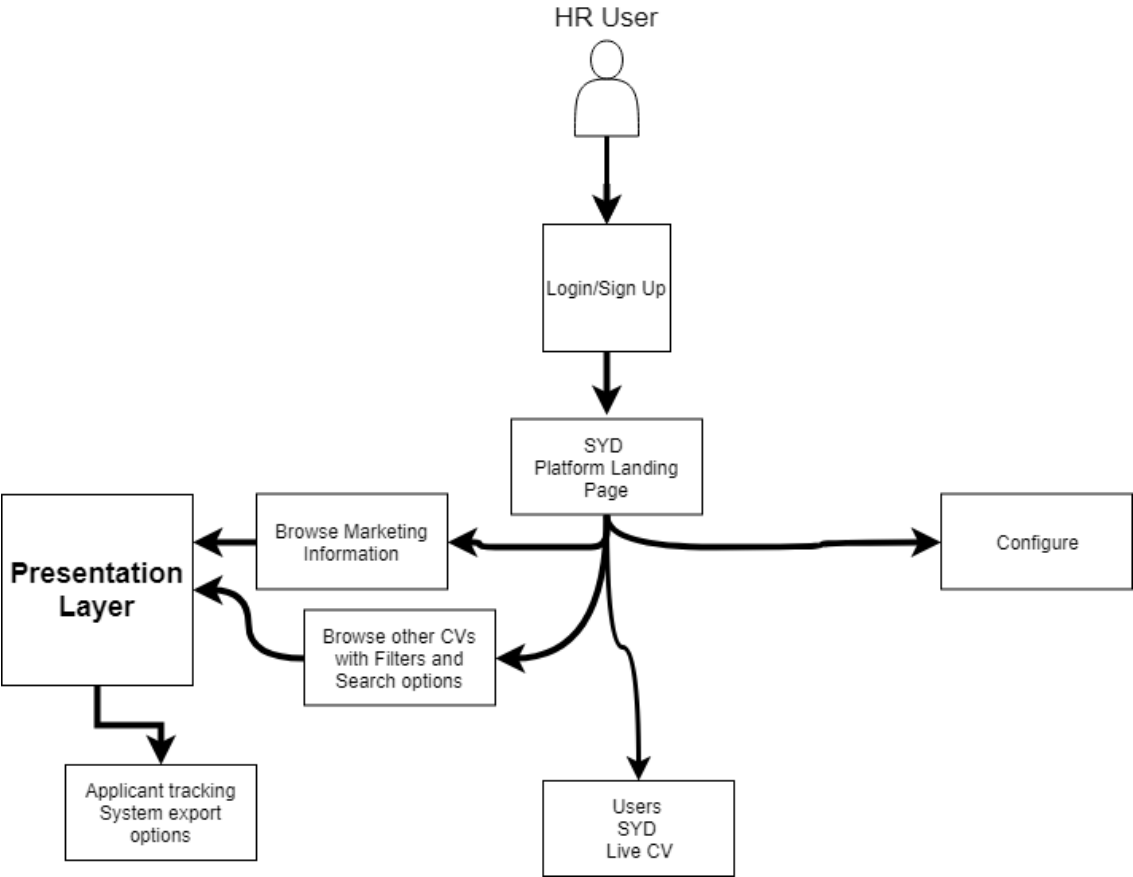 HR User
Login/Sign Up
SYD
Platform Landing
Page
Browse Marketing
Information
Configure
Presentation
Layer
Browse other CVs
with Filters and
Search options
Applicant tracking
System export
options
Users
SYD
Live CV